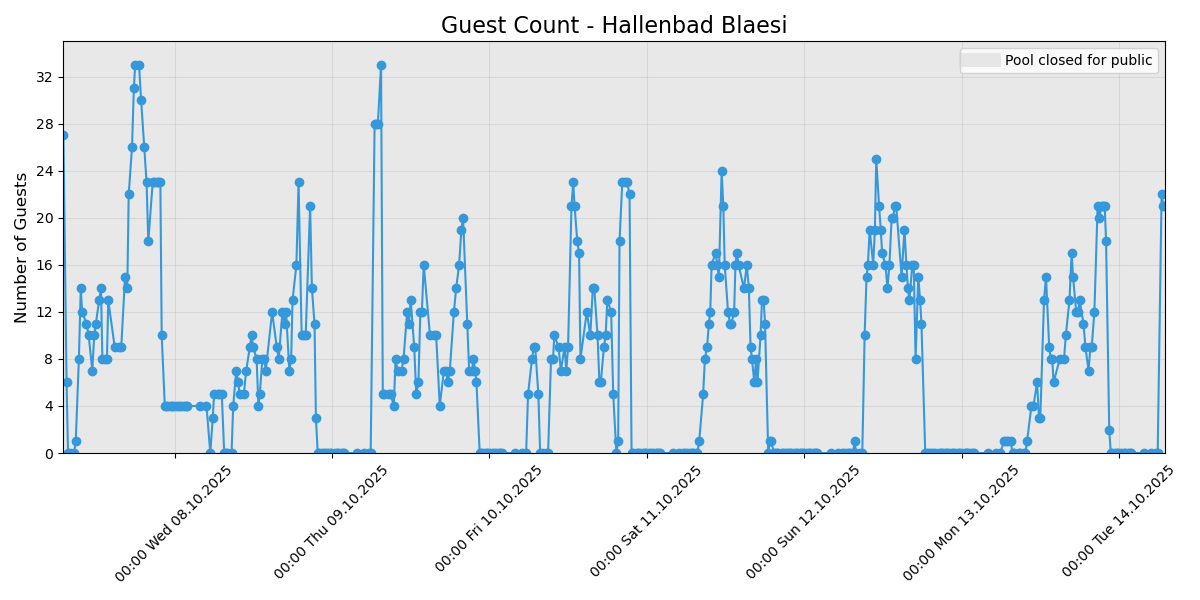 Guest Count - Hallenbad Blaesi
Pool closed for public
Number of Guests
32
28
24
20
16
12
8
4
0
00:00 Wed 08.10.2025
00:00 Thu 09.10.2025
00:00 Fri 10.10.2025
00:00 Sat 11.10.2025
00:00 Sun 12.10.2025
00:00 Mon 13.10.2025
00:00 Tue 14.10.2025